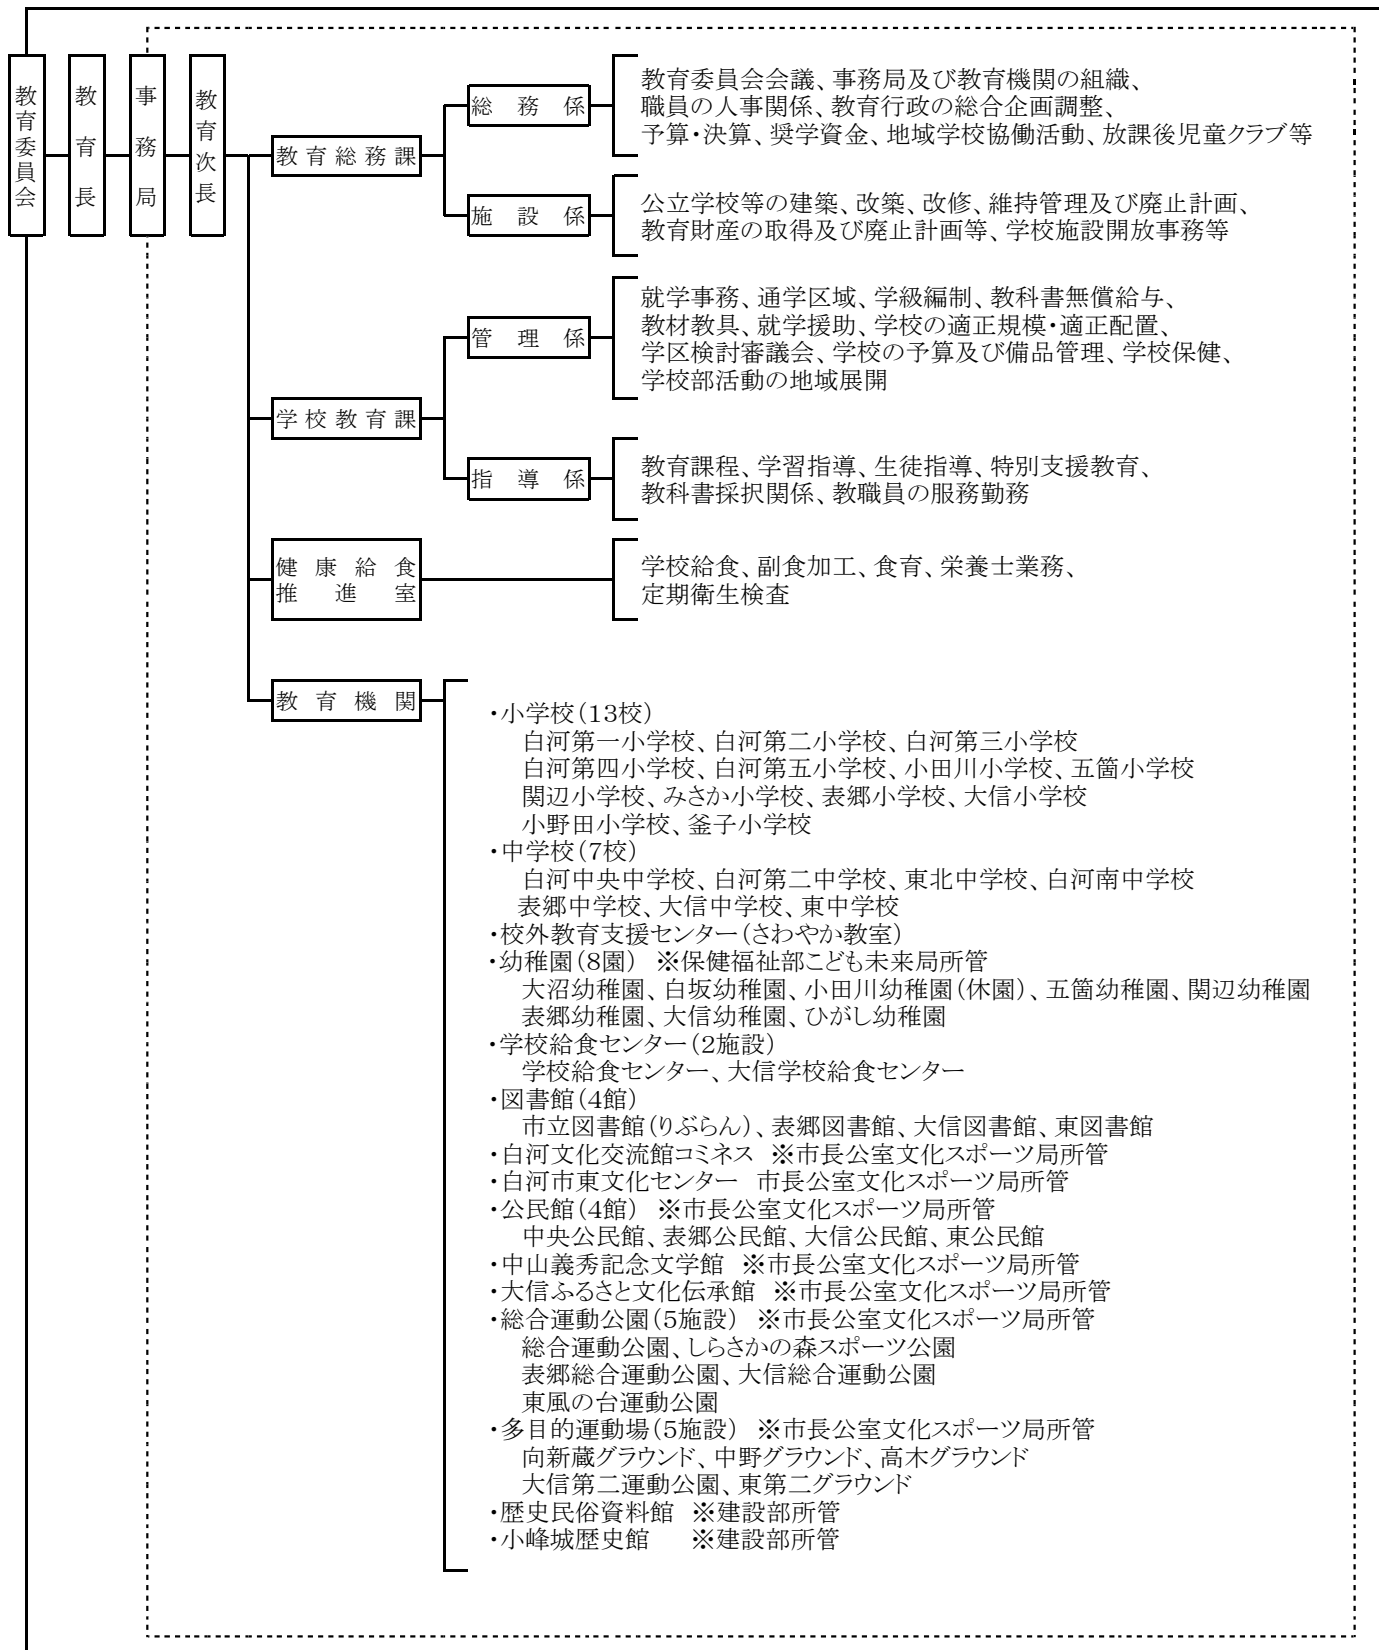 教育委員会
教育長
事務局
教育次長
教育総務課
総務係
教育委員会会議、事務局及び教育機関の組織、
職員の人事関係、教育行政の総合企画調整、
予算・決算、奨学資金、地域学校協働活動、放課後児童クラブ等
施設係
公立学校等の建築、改築、改修、維持管理及び廃止計画、
教育財産の取得及び廃止計画等、学校施設開放事務等
学校教育課
管理係
就学事務、通学区域、学級編制、教科書無償給与、
教材教具、就学援助、学校の適正規模・適正配置、
学区検討審議会、学校の予算及び備品管理、学校保健、
学校部活動の地域展開
指導係
教育課程、学習指導、生徒指導、特別支援教育、
教科書採択関係、教職員の服務勤務
健康給食
推進室
学校給食、副食加工、食育、栄養士業務、
定期衛生検査
教育機関
・小学校(13校)
白河第一小学校、白河第二小学校、白河第三小学校
白河第四小学校、白河第五小学校、小田川小学校、五箇小学校
関辺小学校、みさか小学校、表郷小学校、大信小学校
小野田小学校、釜子小学校
・中学校(7校)
白河中央中学校、白河第二中学校、東北中学校、白河南中学校
表郷中学校、大信中学校、東中学校
・校外教育支援センター(さわやか教室)
・幼稚園(8園) ※保健福祉部こども未来局所管
大沼幼稚園、白坂幼稚園、小田川幼稚園(休園)、五箇幼稚園、関辺幼稚園
表郷幼稚園、大信幼稚園、ひがし幼稚園
・学校給食センター(2施設)
学校給食センター、大信学校給食センター
・図書館(4館)
市立図書館(りぶらん)、表郷図書館、大信図書館、東図書館
・白河文化交流館コミネス ※市長公室文化スポーツ局所管
・白河市東文化センター 市長公室文化スポーツ局所管
・公民館(4館) ※市長公室文化スポーツ局所管
中央公民館、表郷公民館、大信公民館、東公民館
・中山義秀記念文学館 ※市長公室文化スポーツ局所管
・大信ふるさと文化伝承館 ※市長公室文化スポーツ局所管
・総合運動公園(5施設) ※市長公室文化スポーツ局所管
総合運動公園、しらさかの森スポーツ公園
表郷総合運動公園、大信総合運動公園
東風の台運動公園
・多目的運動場(5施設) ※市長公室文化スポーツ局所管
向新蔵グラウンド、中野グラウンド、高木グラウンド
大信第二運動公園、東第二グラウンド
・歴史民俗資料館 ※建設部所管
・小峰城歴史館 ※建設部所管